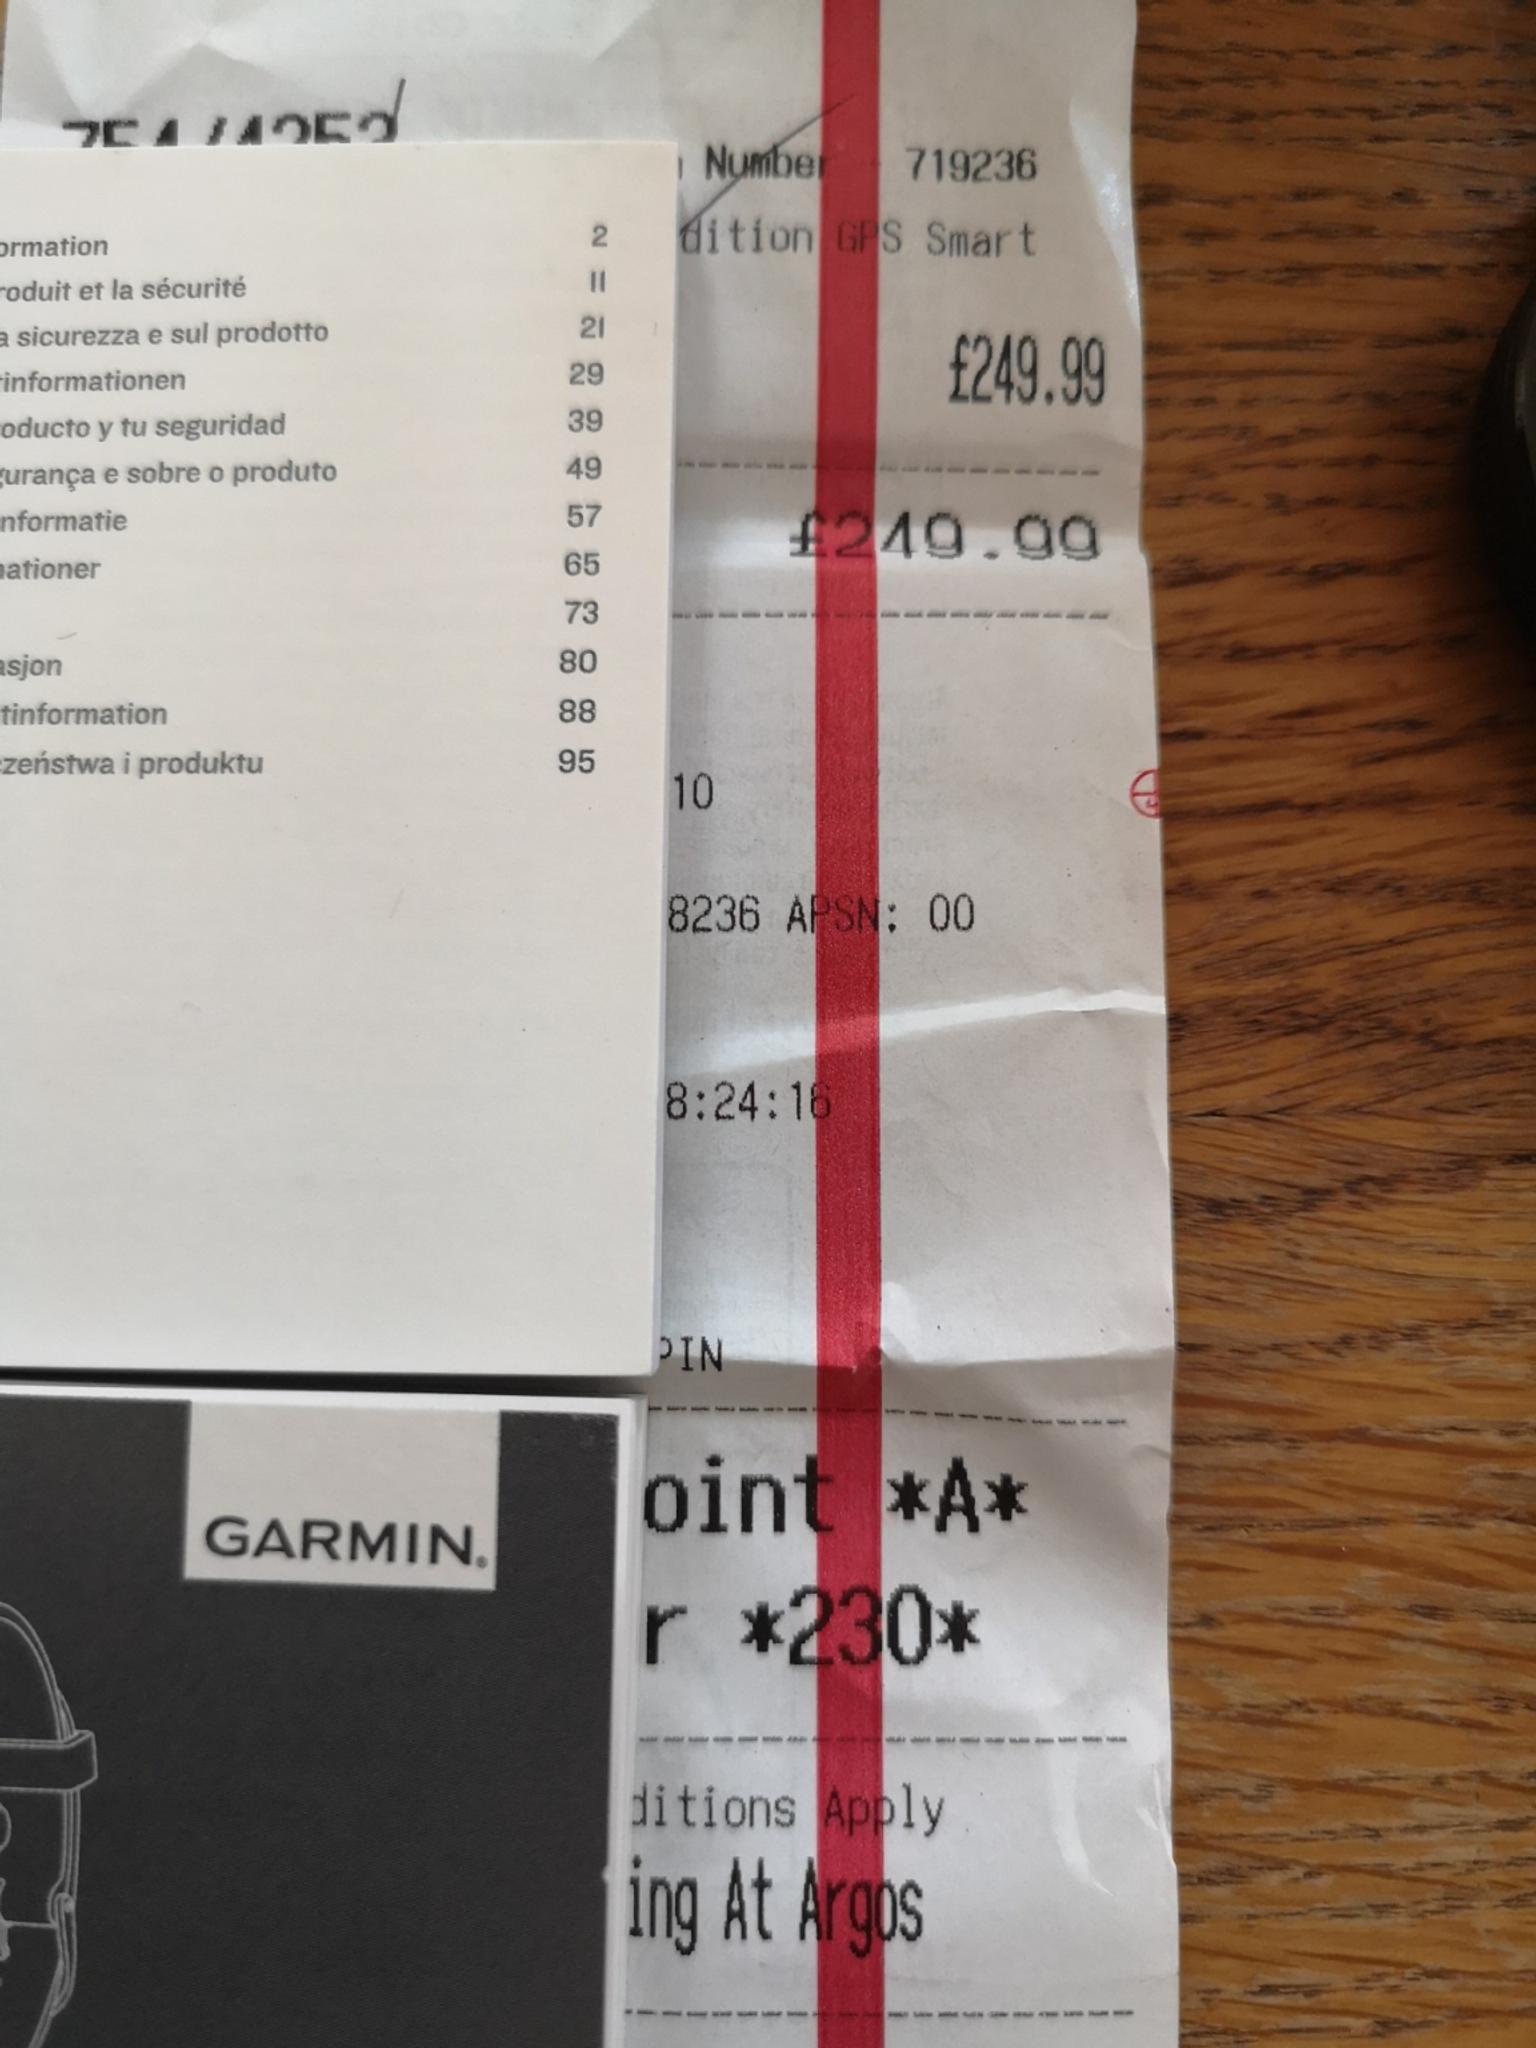 Number 719236
dition GPS Smart
£249.99
£249.99
10
8236 APSN: 00
8:24:16
PIN
oint *A*
r *230*
ditions Apply
ing At Argos
ormation 2
roduit et la sécurité 11
a sicurezza e sul prodotto 21
tinformationen 29
oducto y tu seguridad 39
gurança e sobre o produto 49
nformatie 57
nationer 65
73
asjon 80
tinformation 88
czeństwa i produktu 95
GARMIN